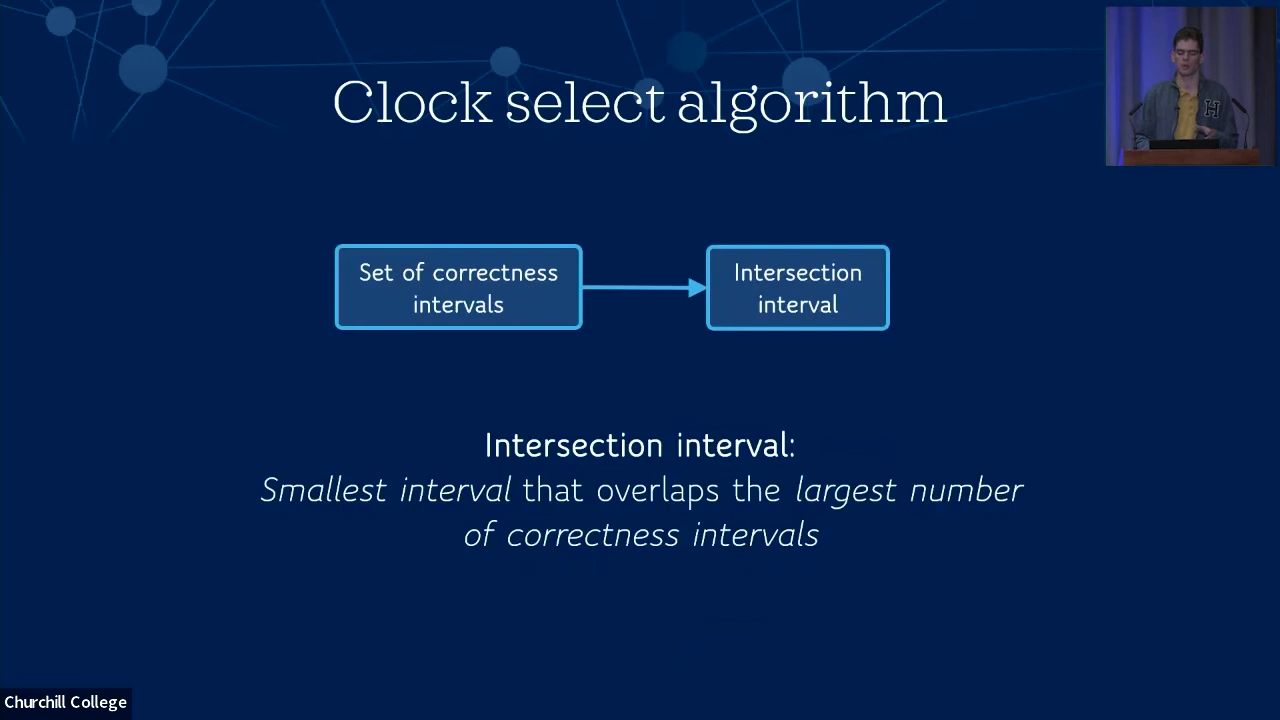 Clock select algorithm
H
Set of correctness
intervals
Intersection
interval
Intersection interval:
Smallest interval that overlaps the largest number
of correctness intervals
Churchill College